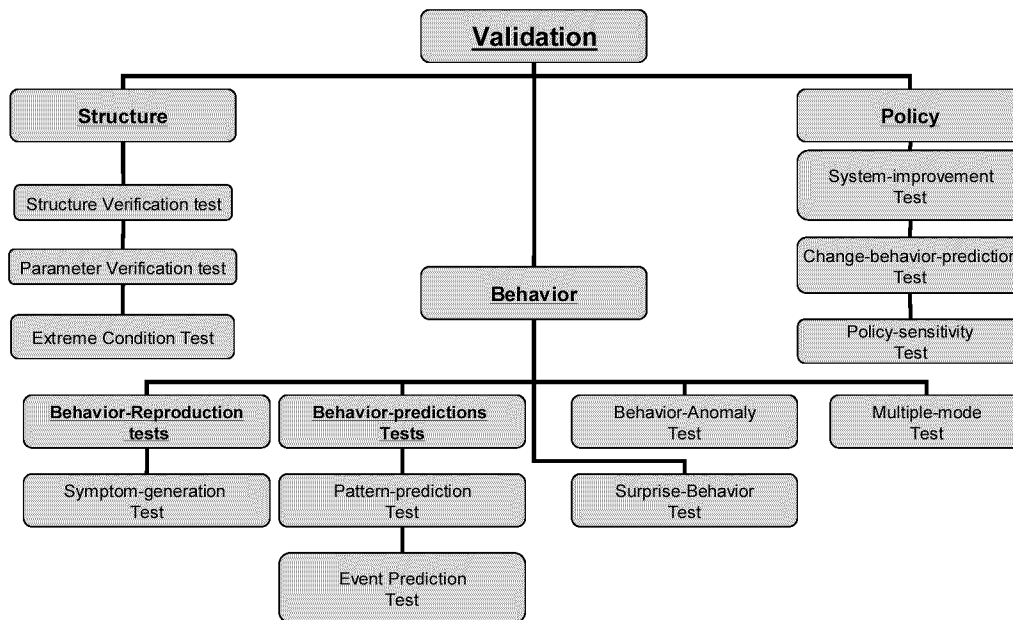 Validation
Structure
Policy
System-improvement
Test
Structure Verification test
Parameter Verification test
Change-behavior-prediction
Test
Behavior
Extreme Condition Test
Policy-sensitivity
Test
Behavior-Reproduction
tests
Behavior-predictions
Tests
Behavior-Anomaly
Test
Multiple-mode
Test
Symptom-generation
Test
Pattern-prediction
Test
Surprise-Behavior
Test
Event Prediction
Test